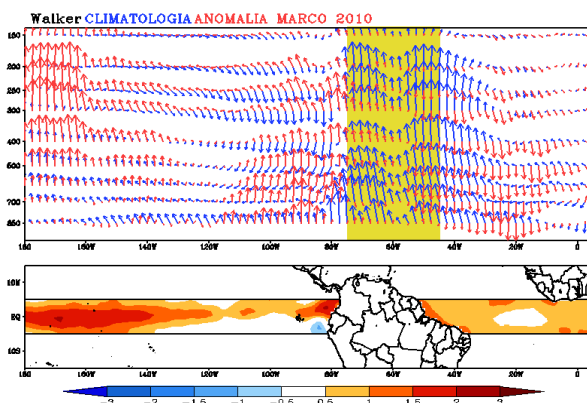 Walker CLIMATOLOGIA ANOMALIA MARCO 2010
150
200
250
300
400
500
600
700
850
180 160W 140W 120W 100W 80W 60W 40W 20W 0
10N
EQ
10S
180 160W 140W 120W 100W 80W 60W 40W 20W 0
-3 -2 -1.5 -1 -0.5 0.5 1 1.5 2 3